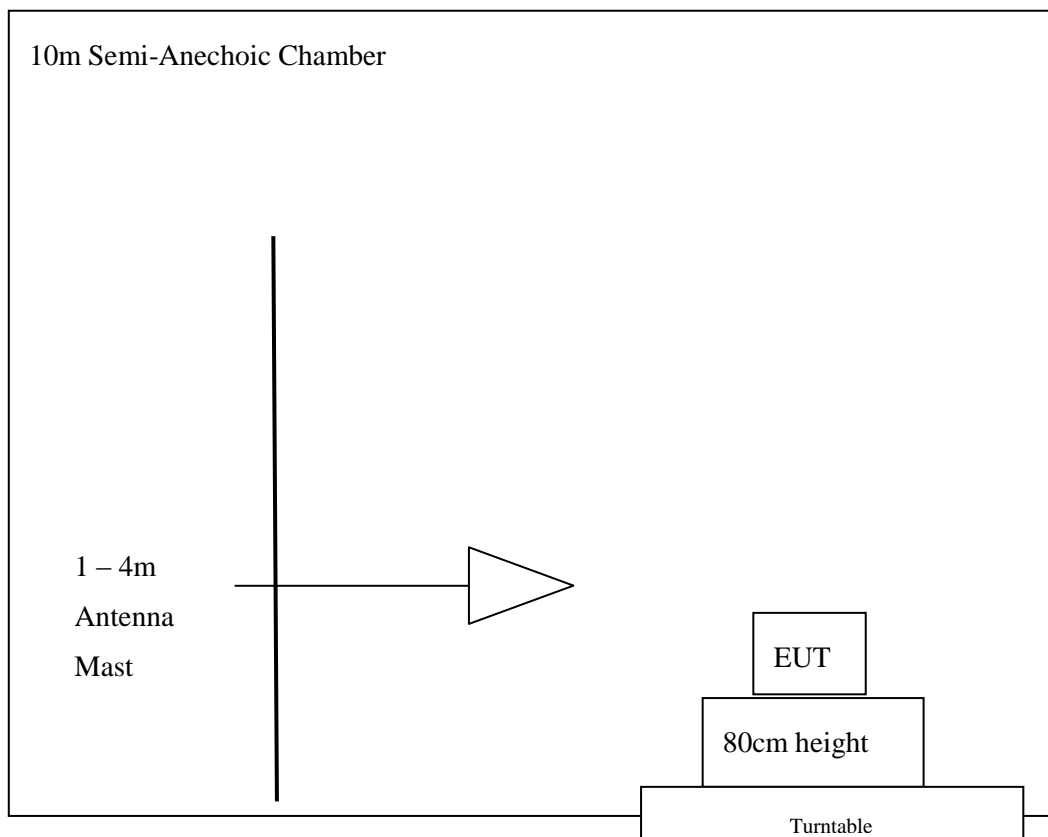 10m Semi-Anechoic Chamber
1 – 4m
Antenna
Mast
EUT
80cm height
Turntable